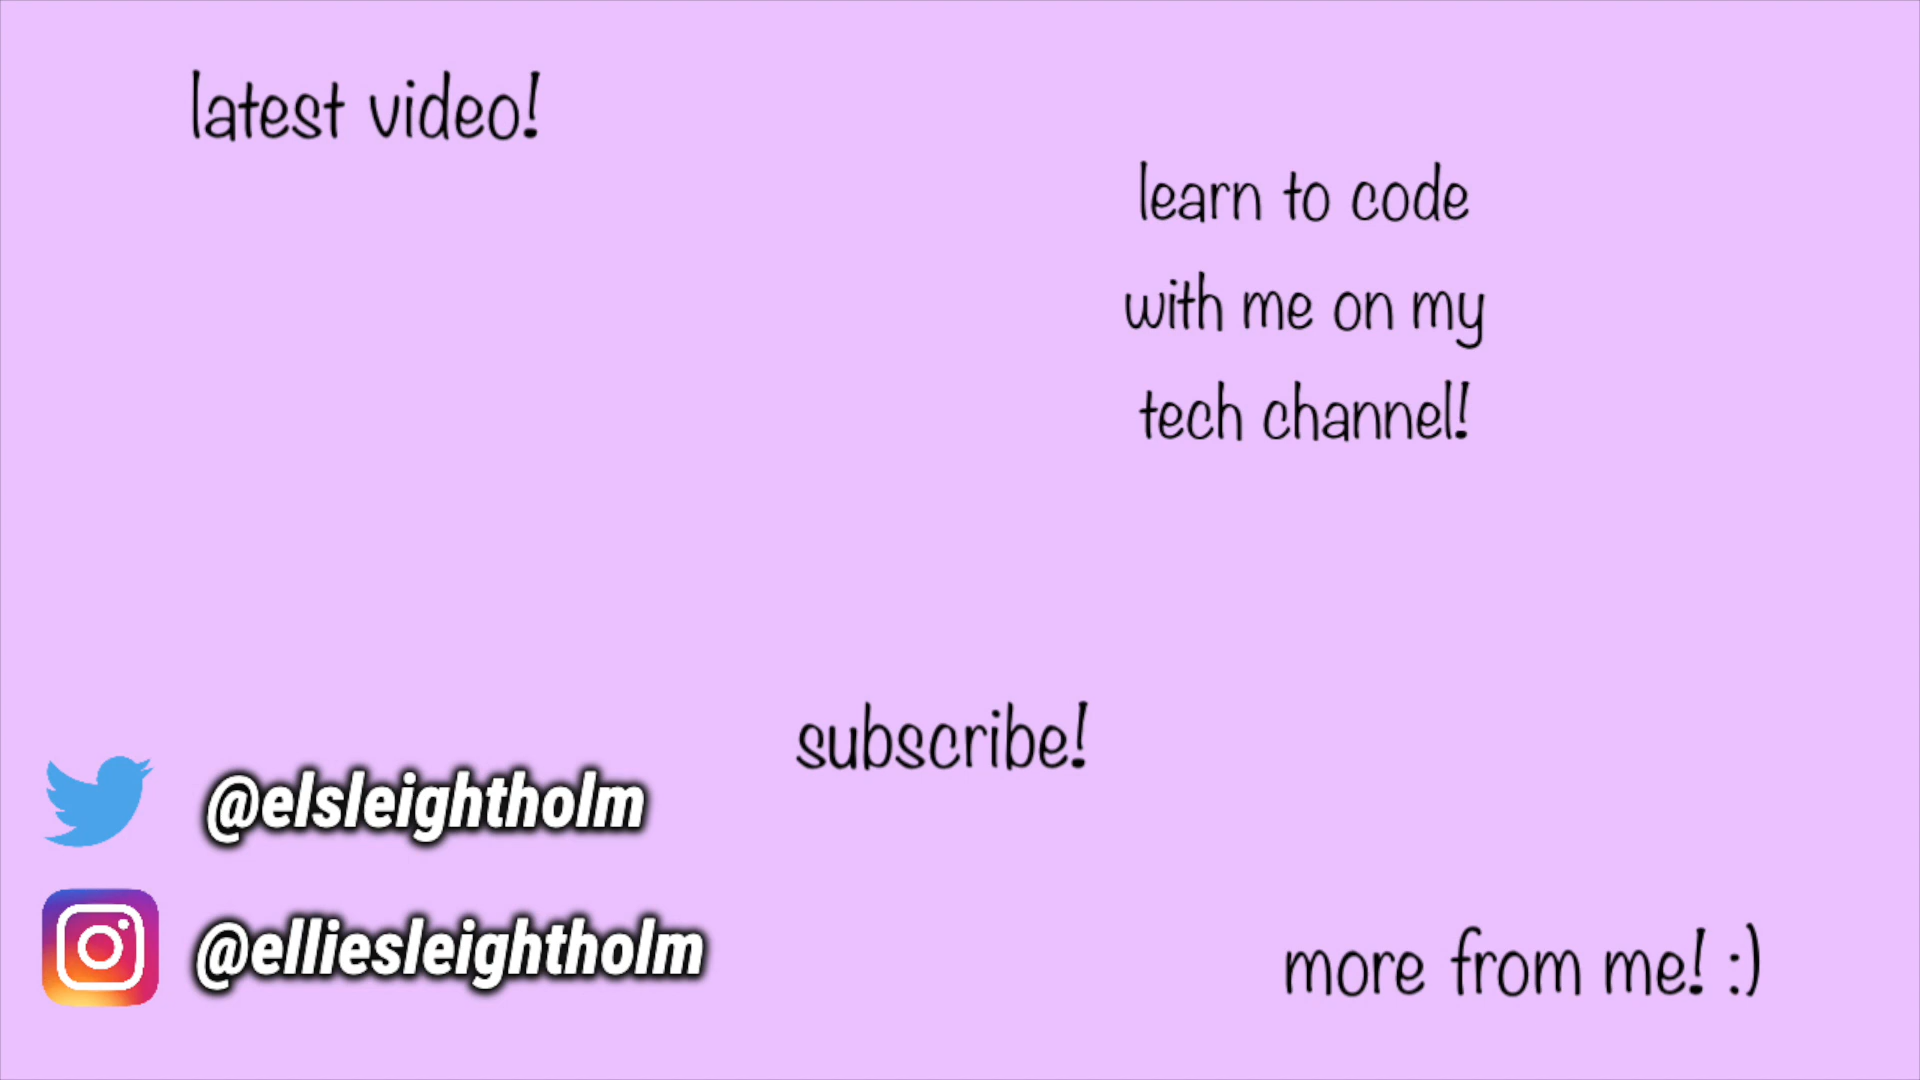 latest video!
learn to code
with me on my
tech channel!
subscribe!
@elsleightholm
@elliesleightholm
more from me! :)